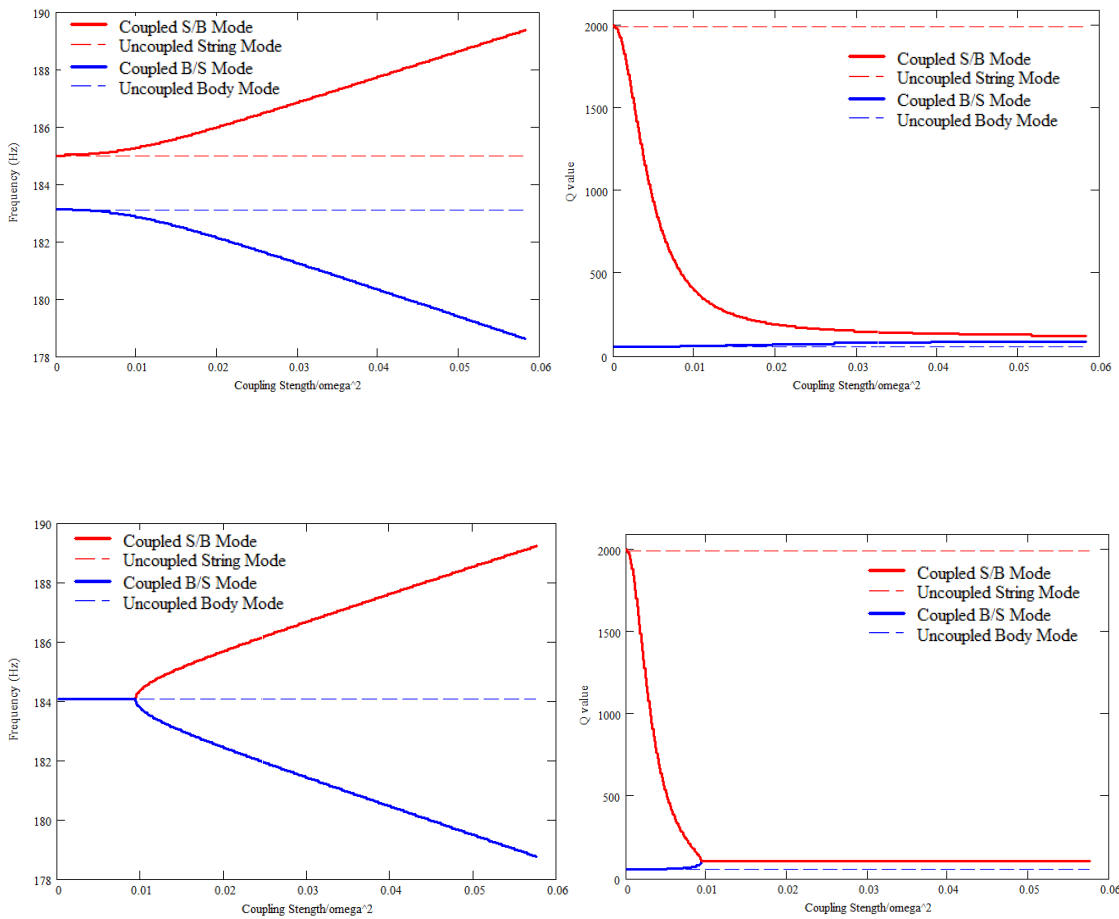 190
188
186
184
182
180
178
Frequency (Hz)
Coupled S/B Mode
Uncoupled String Mode
Coupled B/S Mode
Uncoupled Body Mode
0 0.01 0.02 0.03 0.04 0.05 0.06
Coupling Stength/omega^2
2000
1500
1000
500
0
Q value
Coupled S/B Mode
Uncoupled String Mode
Coupled B/S Mode
Uncoupled Body Mode
0 0.01 0.02 0.03 0.04 0.05 0.06
Coupling Stength/omega^2
190
188
186
184
182
180
178
Frequency (Hz)
Coupled S/B Mode
Uncoupled String Mode
Coupled B/S Mode
Uncoupled Body Mode
0 0.01 0.02 0.03 0.04 0.05 0.06
Coupling Stength/omega^2
2000
1500
1000
500
0
Q value
Coupled S/B Mode
Uncoupled String Mode
Coupled B/S Mode
Uncoupled Body Mode
0 0.01 0.02 0.03 0.04 0.05 0.06
Coupling Stength/omega^2